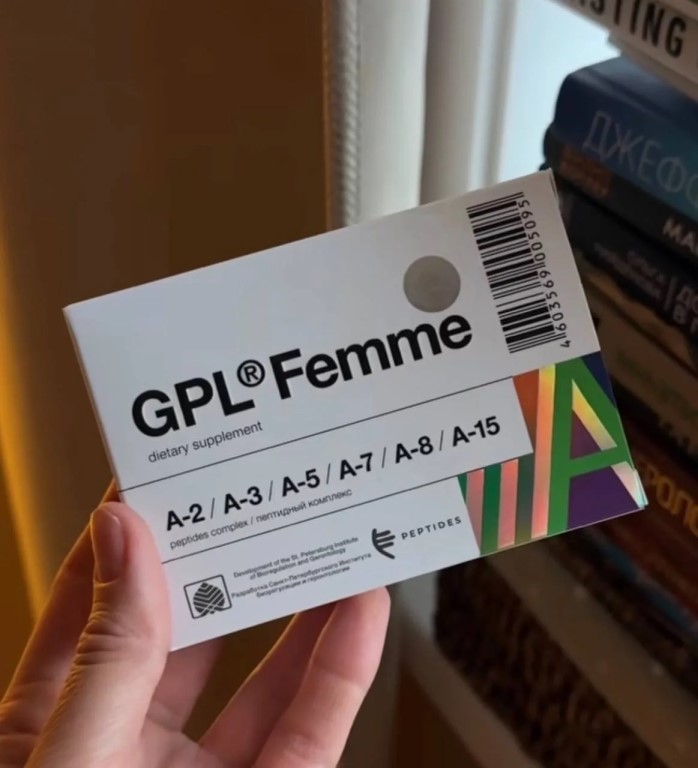 GPL® Femme
dietary supplement
4603569005095
A-2 / A-3 / A-5 / A-7 / A-8 / A-15
peptides complex / пептидный комплекс
Development of the St. Petersburg Institute
of Bioregulation and Gerontology
Разработка Санкт-Петербургского Института
биорегуляции и геронтологии
PEPTIDES
STING
ДЖЕФ